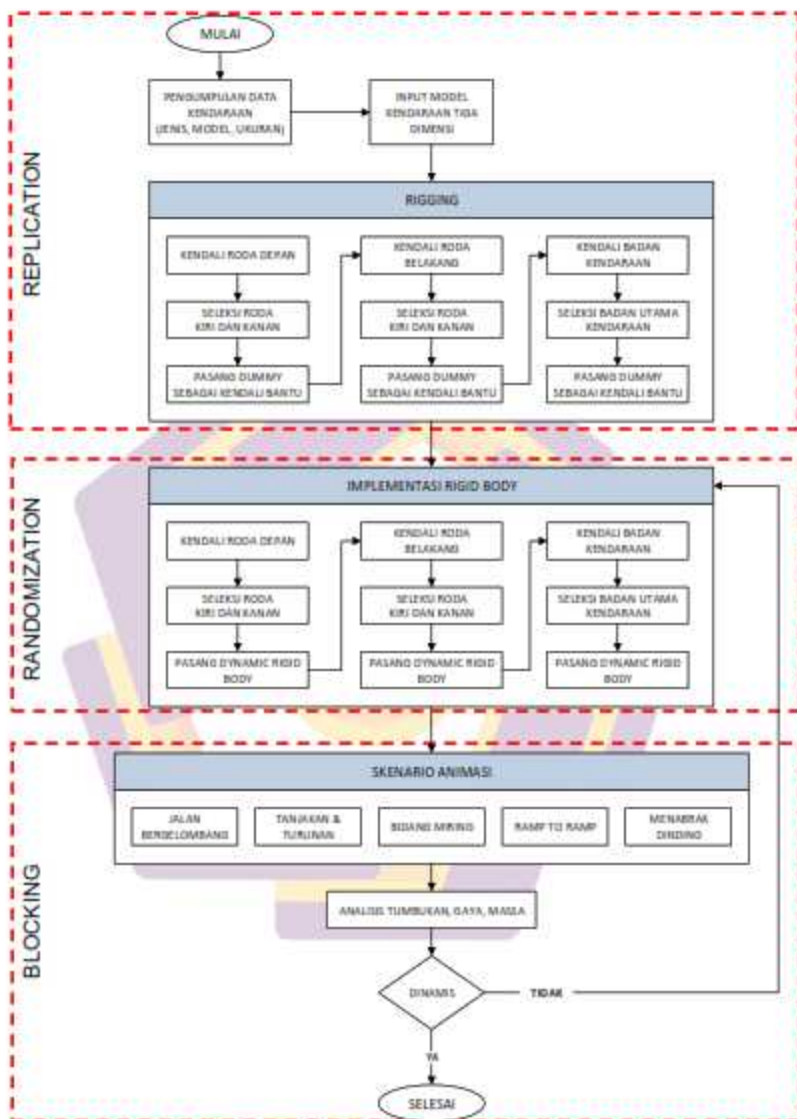 REPLICATION
MULAI
PENGUMPULAN DATA
KENDARAAN
(JENIS, MODEL, UKURAN)
INPUT MODEL
KENDARAAN TIGA
DIMENSI
RIGGING
KENDALI RODA DEPAN
SELEKSI RODA
KIRI DAN KANAN
PASANG DUMMY
SEBAGAI KENDALI BANTU
KENDALI RODA
BELAKANG
SELEKSI RODA
KIRI DAN KANAN
PASANG DUMMY
SEBAGAI KENDALI BANTU
KENDALI BADAN
KENDARAAN
SELEKSI BADAN UTAMA
KENDARAAN
PASANG DUMMY
SEBAGAI KENDALI BANTU
RANDOMIZATION
IMPLEMENTASI RIGID BODY
KENDALI RODA DEPAN
SELEKSI RODA
KIRI DAN KANAN
PASANG DYNAMIC RIGID
BODY
KENDALI RODA
BELAKANG
SELEKSI RODA
KIRI DAN KANAN
PASANG DYNAMIC RIGID
BODY
KENDALI BADAN
KENDARAAN
SELEKSI BADAN UTAMA
KENDARAAN
PASANG DYNAMIC RIGID
BODY
BLOCKING
SKENARIO ANIMASI
JALAN
BERGELOMBANG
TANJAKAN &
TURUNAN
BIDANG MIRING
RAMP TO RAMP
MENABRAK
DINDING
ANALISIS TUMBUKAN, GAYA, MASSA
DINAMIS
TIDAK
YA
SELESAI